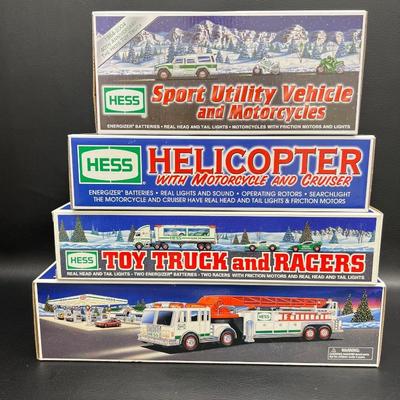 HESS
Sport Utility Vehicle
and Motorcycles
ENERGIZER BATTERIES • REAL HEAD AND TAIL LIGHTS • MOTORCYCLES WITH FRICTION MOTORS AND LIGHTS
HESS
HELICOPTER
WITH MOTORCYCLE AND CRUISER
ENERGIZER BATTERIES • REAL LIGHTS AND SOUND • OPERATING ROTORS • SEARCHLIGHT
THE MOTORCYCLE AND CRUISER HAVE REAL HEAD AND TAIL LIGHTS & FRICTION MOTORS
HESS
TOY TRUCK and RACERS
REAL HEAD AND TAIL LIGHTS • TWO ENERGIZER BATTERIES • TWO RACERS WITH FRICTION MOTORS AND REAL HEAD AND TAIL LIGHTS